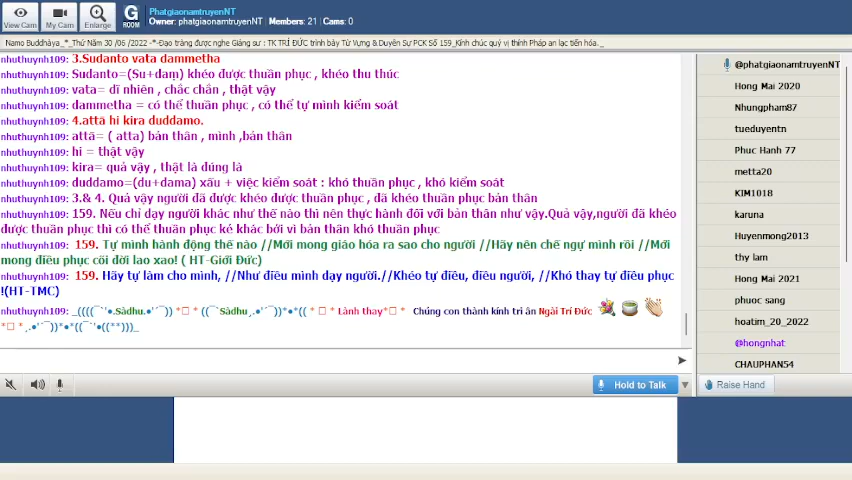 View Cam
My Cam
Enlarge
G
ROOM
PhatgiaonamtruyenNT
Owner: phatgiaonamtruyenNT | Members: 21 | Cams: 0
Namo Buddhàya_*_Thứ Năm 30 /06 /2022 -*-Đạo tràng được nghe Giảng sư : TK TRÍ ĐỨC trình bày Từ Vựng &Duyên Sự PCK Số 159_Kính chúc quý vị thính Pháp an lạc tiến hóa._
nhuthuynh109: 3.Sudanto vata dammetha
nhuthuynh109: Sudanto=(Su+daṃ) khéo được thuần phục , khéo thu thúc
nhuthuynh109: vata= dĩ nhiên , chắc chắn , thật vậy
nhuthuynh109: dammetha = có thể thuần phục , có thể tự mình kiểm soát
nhuthuynh109: 4.attā hi kira duddamo.
nhuthuynh109: attā= ( atta) bản thân , mình ,bản thân
nhuthuynh109: hi = thật vậy
nhuthuynh109: kira= quả vậy , thật là đúng là
nhuthuynh109: duddamo=(du+dama) xấu + việc kiểm soát : khó thuần phục , khó kiểm soát
nhuthuynh109: 3.& 4. Quả vậy người đã được khéo được thuần phục , đã khéo thuần phục bản thân
nhuthuynh109: 159. Nếu chỉ dạy người khác như thế nào thì nên thực hành đối với bản thân như vậy.Quả vậy,người đã khéo
được thuần phục thì có thể thuần phục kẻ khác bởi vì bản thân khó thuần phục
nhuthuynh109: 159. Tự mình hành động thế nào //Mới mong giáo hóa ra sao cho người //Hãy nên chế ngự mình rồi //Mới
mong điều phục cõi đời lao xao! ( HT-Giới Đức)
nhuthuynh109: 159. Hãy tự làm cho mình, //Như điều mình dạy người.//Khéo tự điều, điều người, //Khó thay tự điều phục
!(HT-TMC)
nhuthuynh109: _((((¯`'•.Sàdhu.•'´¯)) *□ * ((¯`Sàdhu¸.•'´¯))*•*(( * □ * Lành thay*□ * Chúng con thành kính tri ân Ngài Trí Đức
*□ *¸.•'´¯))*•*((¯`'•((**)))_
Hold to Talk
@phatgiaonamtruyenNT
Hong Mai 2020
Nhungpham87
tueduyentn
Phuc Hanh 77
metta20
KIM1018
karuna
Huyenmong2013
thy lam
Hong Mai 2021
phuoc sang
hoatim_20_2022
@hongnhat
CHAUPHAN54
Raise Hand